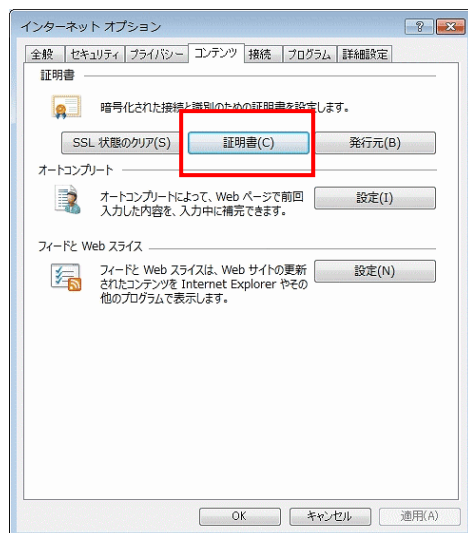 インターネット オプション
全般 セキュリティ プライバシー コンテンツ 接続 プログラム 詳細設定
証明書
暗号化された接続と識別のための証明書を設定します。
SSL 状態のクリア(S) 証明書(C) 発行元(B)
オートコンプリート
オートコンプリートによって、Web ページで前回
入力した内容を、入力中に補完できます。
設定(I)
フィードと Web スライス
フィードと Web スライスは、Web サイトの更新
されたコンテンツを Internet Explorer やその
他のプログラムで表示します。
設定(N)
OK キャンセル 適用(A)